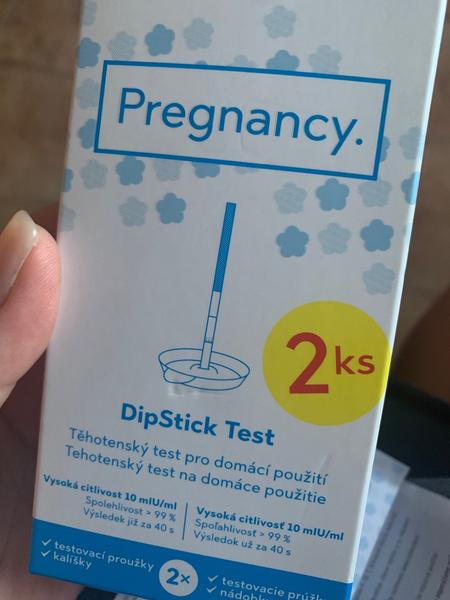 Pregnancy.
2ks
DipStick Test
Těhotenský test pro domácí použití
Tehotenský test na domáce použitie
Vysoká citlivost 10 mIU/ml
Spolehlivost > 99 %
Výsledek již za 40 s
Vysoká citlivosť 10 mIU/ml
Spoľahlivosť > 99 %
Výsledok už za 40 s
✓ testovací proužky
✓ kalíšky
2×
✓ testovacie
✓